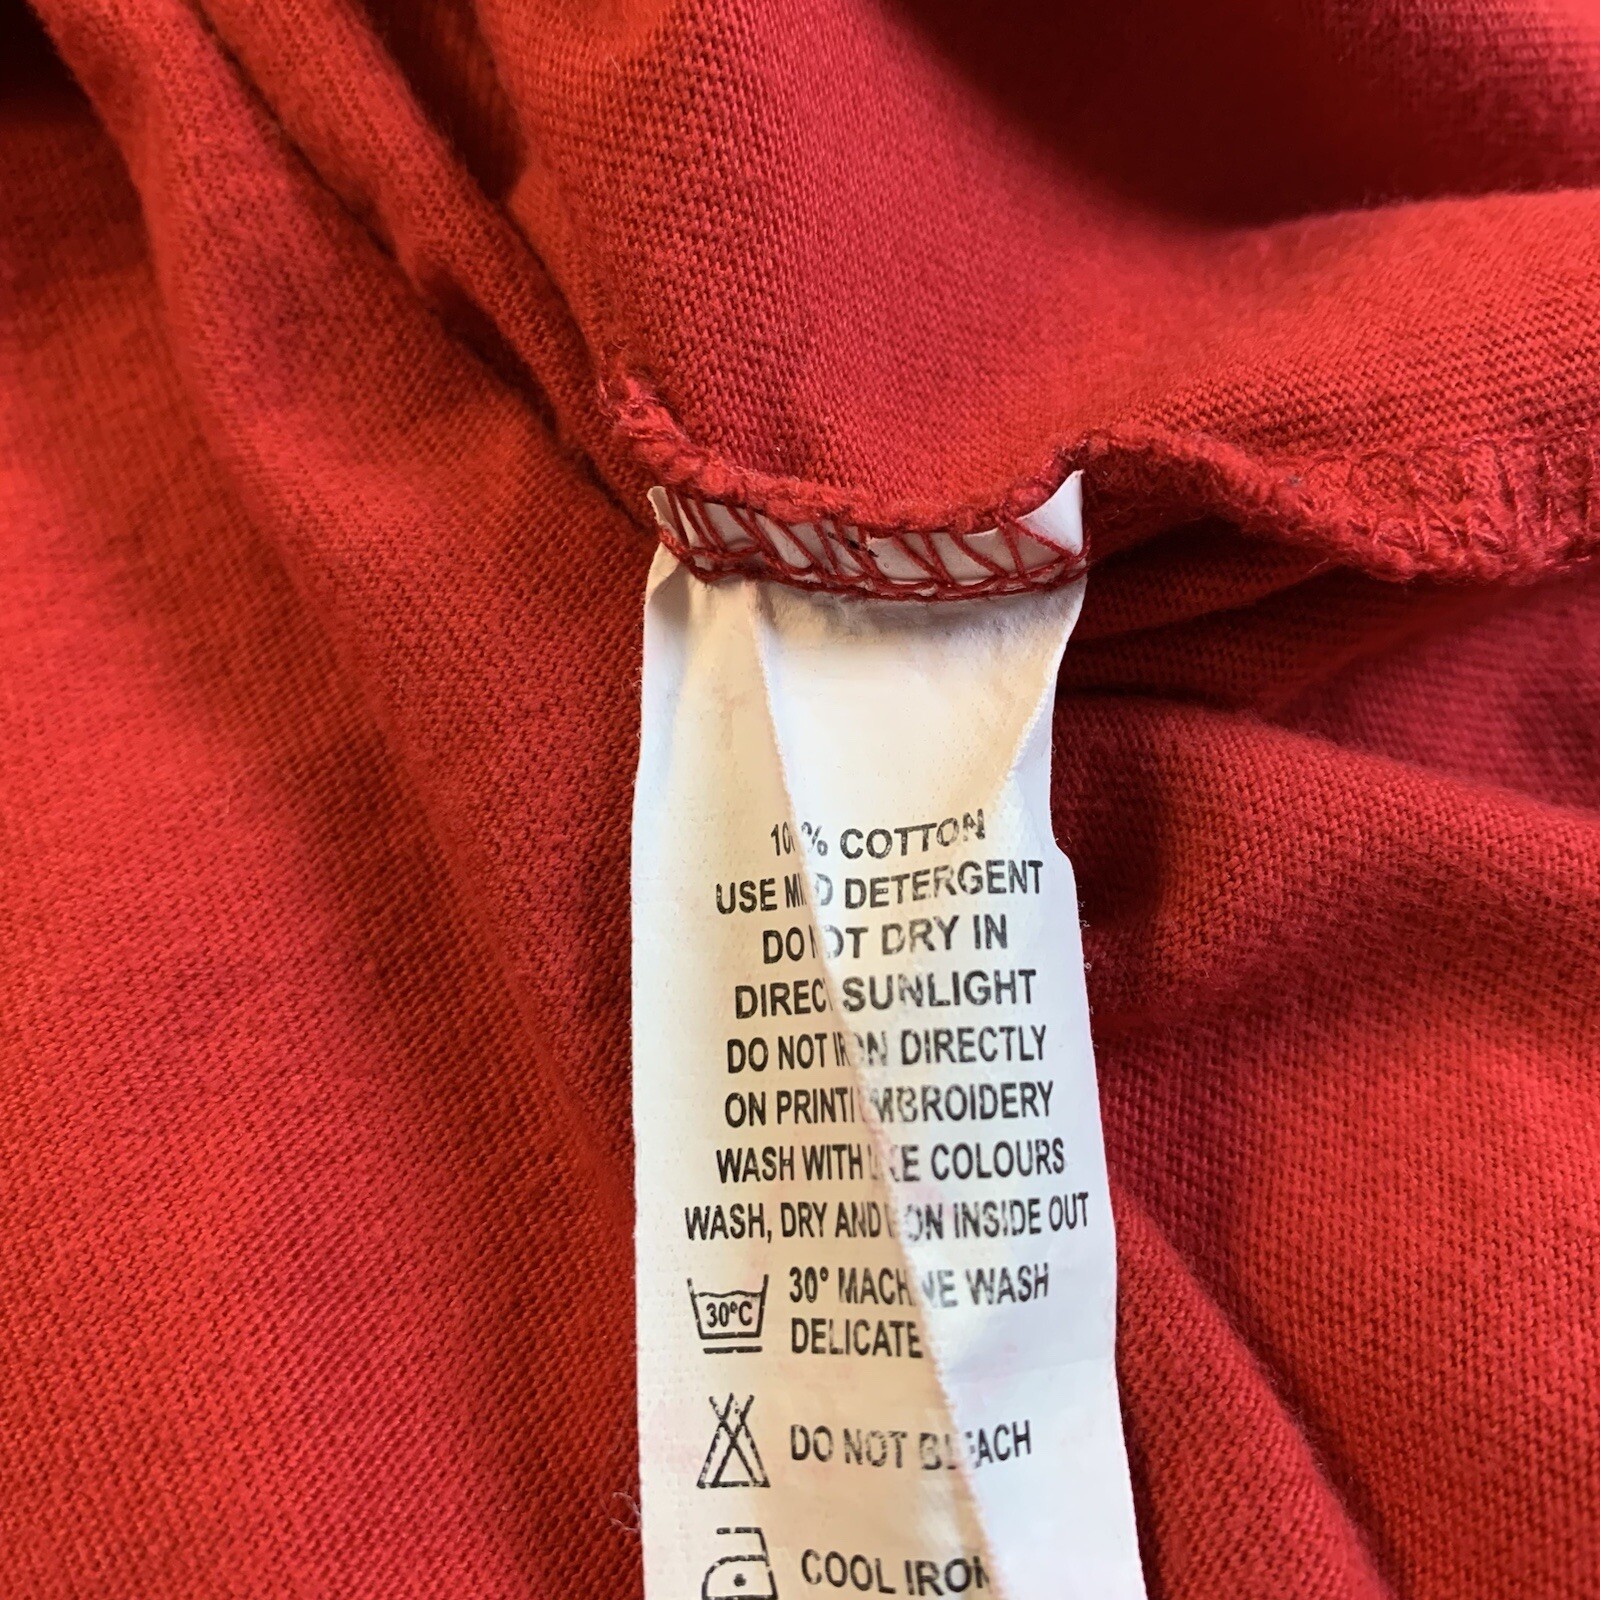 100% COTTON
USE MILD DETERGENT
DO NOT DRY IN
DIRECT SUNLIGHT
DO NOT IRON DIRECTLY
ON PRINT/EMBROIDERY
WASH WITH LIKE COLOURS
WASH, DRY AND IRON INSIDE OUT
30°C 30° MACHINE WASH
DELICATE
DO NOT BLEACH
COOL IRON